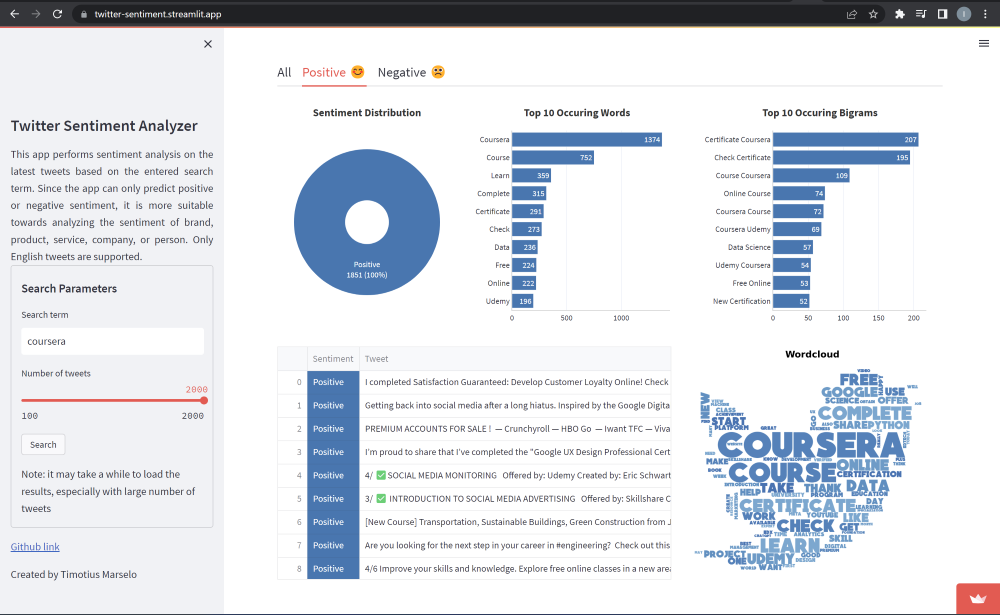 twitter-sentiment.streamlit.app
Twitter Sentiment Analyzer
This app performs sentiment analysis on the
latest tweets based on the entered search
term. Since the app can only predict positive
or negative sentiment, it is more suitable
towards analyzing the sentiment of brand,
product, service, company, or person. Only
English tweets are supported.
Search Parameters
Search term
coursera
Number of tweets
2000
100 2000
Search
Note: it may take a while to load the
results, especially with large number of
tweets
Github link
Created by Timotius Marselo
All Positive 😊 Negative 🙁
Sentiment Distribution
Positive
1851 (100%)
Top 10 Occuring Words
Coursera 1374
Course 752
Learn 359
Complete 315
Certificate 291
Check 273
Data 236
Free 224
Online 222
Udemy 196
0 500 1000
Top 10 Occuring Bigrams
Certificate Coursera 207
Check Certificate 195
Course Coursera 109
Online Course 74
Coursera Course 72
Coursera Udemy 69
Data Science 57
Udemy Coursera 54
Free Online 53
New Certification 52
0 50 100 150 200
Sentiment Tweet
0 Positive I completed Satisfaction Guaranteed: Develop Customer Loyalty Online! Check
1 Positive Getting back into social media after a long hiatus. Inspired by the Google Digita
2 Positive PREMIUM ACCOUNTS FOR SALE ! — Crunchyroll — HBO Go — Iwant TFC — Viva
3 Positive I'm proud to share that I've completed the "Google UX Design Professional Cert
4 Positive 4/ ✅ SOCIAL MEDIA MONITORING Offered by: Udemy Created by: Eric Schwart
5 Positive 3/ ✅ INTRODUCTION TO SOCIAL MEDIA ADVERTISING Offered by: Skillshare C
6 Positive [New Course] Transportation, Sustainable Buildings, Green Construction from J
7 Positive Are you looking for the next step in your career in #engineering? Check out this
8 Positive 4/6 Improve your skills and knowledge. Explore free online classes in a new area
Wordcloud
FREE
GOOGLE USE
SCIENCE
NEW
CLASS
START
PLATFORM
COMPLETE
SHARE PYTHON
COURSERA
MAKE
COURSE
ONLINE
CERTIFICATION
HELP TAKE
THANK
PROGRAM
UNIVERSITY
DATA
EDUCATION
DAY
LEARNING
CERTIFICATE
WORK
YOUTUBE
LIKE
AVAILABLE
CHECK GET
TIME ANALYTICS
SKILL
LEARN
DIGITAL
PROJECT
GOOD
ONE UDEMY
DESIGN
WORLD WANT